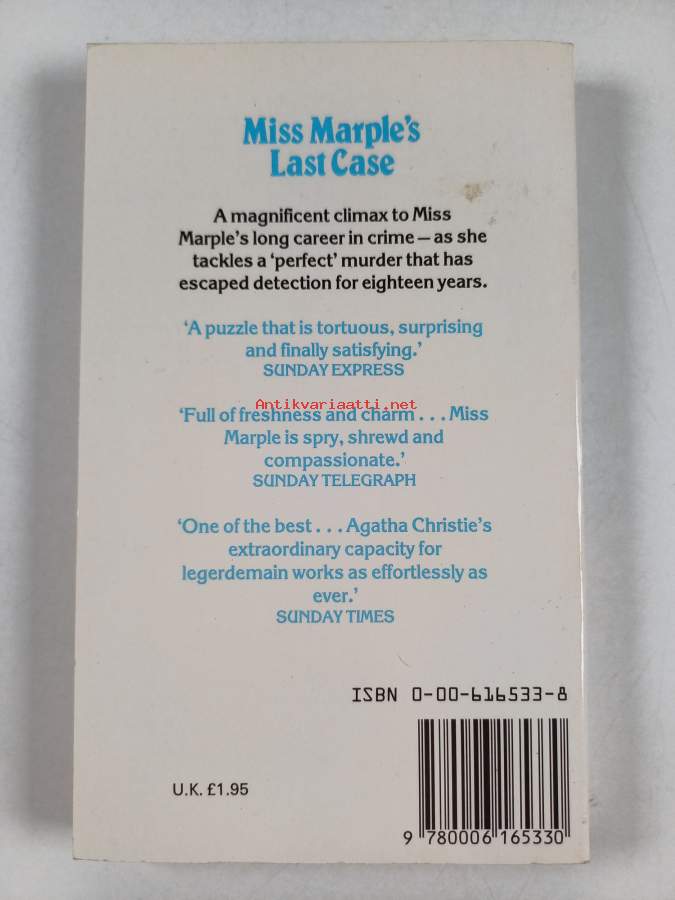 Miss Marple's
Last Case
A magnificent climax to Miss
Marple's long career in crime – as she
tackles a 'perfect' murder that has
escaped detection for eighteen years.
'A puzzle that is tortuous, surprising
and finally satisfying.'
SUNDAY EXPRESS
Antikvariaatti.net
'Full of freshness and charm . . . Miss
Marple is spry, shrewd and
compassionate.'
SUNDAY TELEGRAPH
'One of the best . . . Agatha Christie's
extraordinary capacity for
legerdemain works as effortlessly as
ever.'
SUNDAY TIMES
ISBN 0-00-616533-8
U.K. £1.95
9 780006 165330